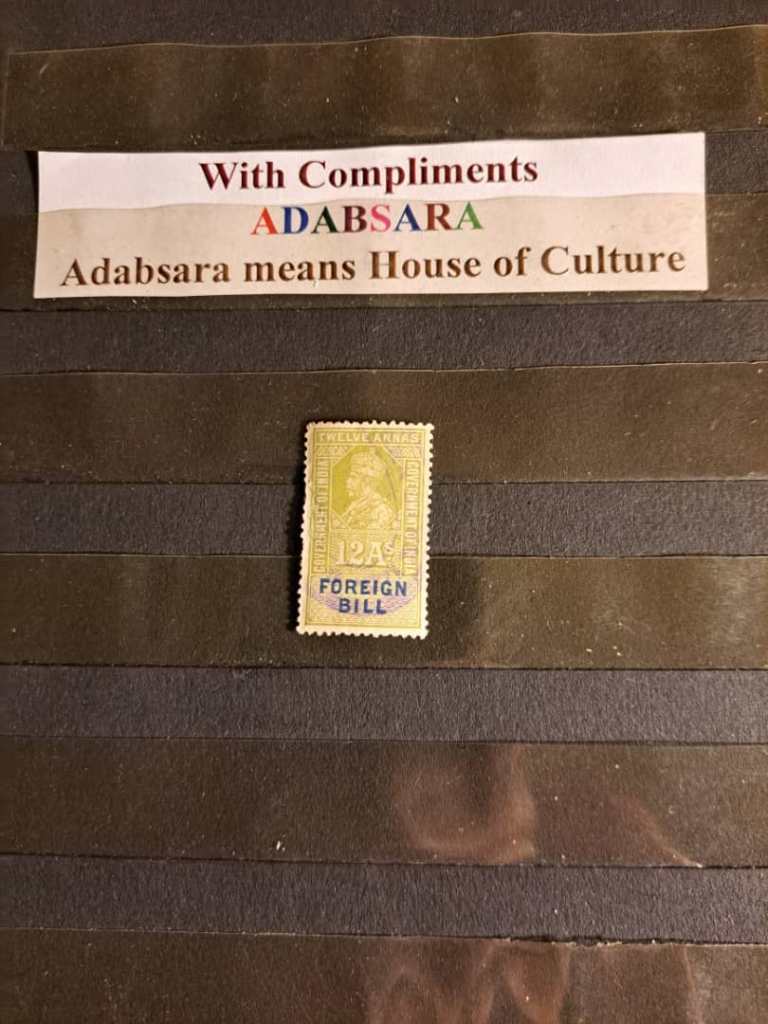 With Compliments
ADABSARA
Adabsara means House of Culture
TWELVE ANNAS
GOVERNMENT OF INDIA
GOVERNMENT OF INDIA
12As
FOREIGN
BILL